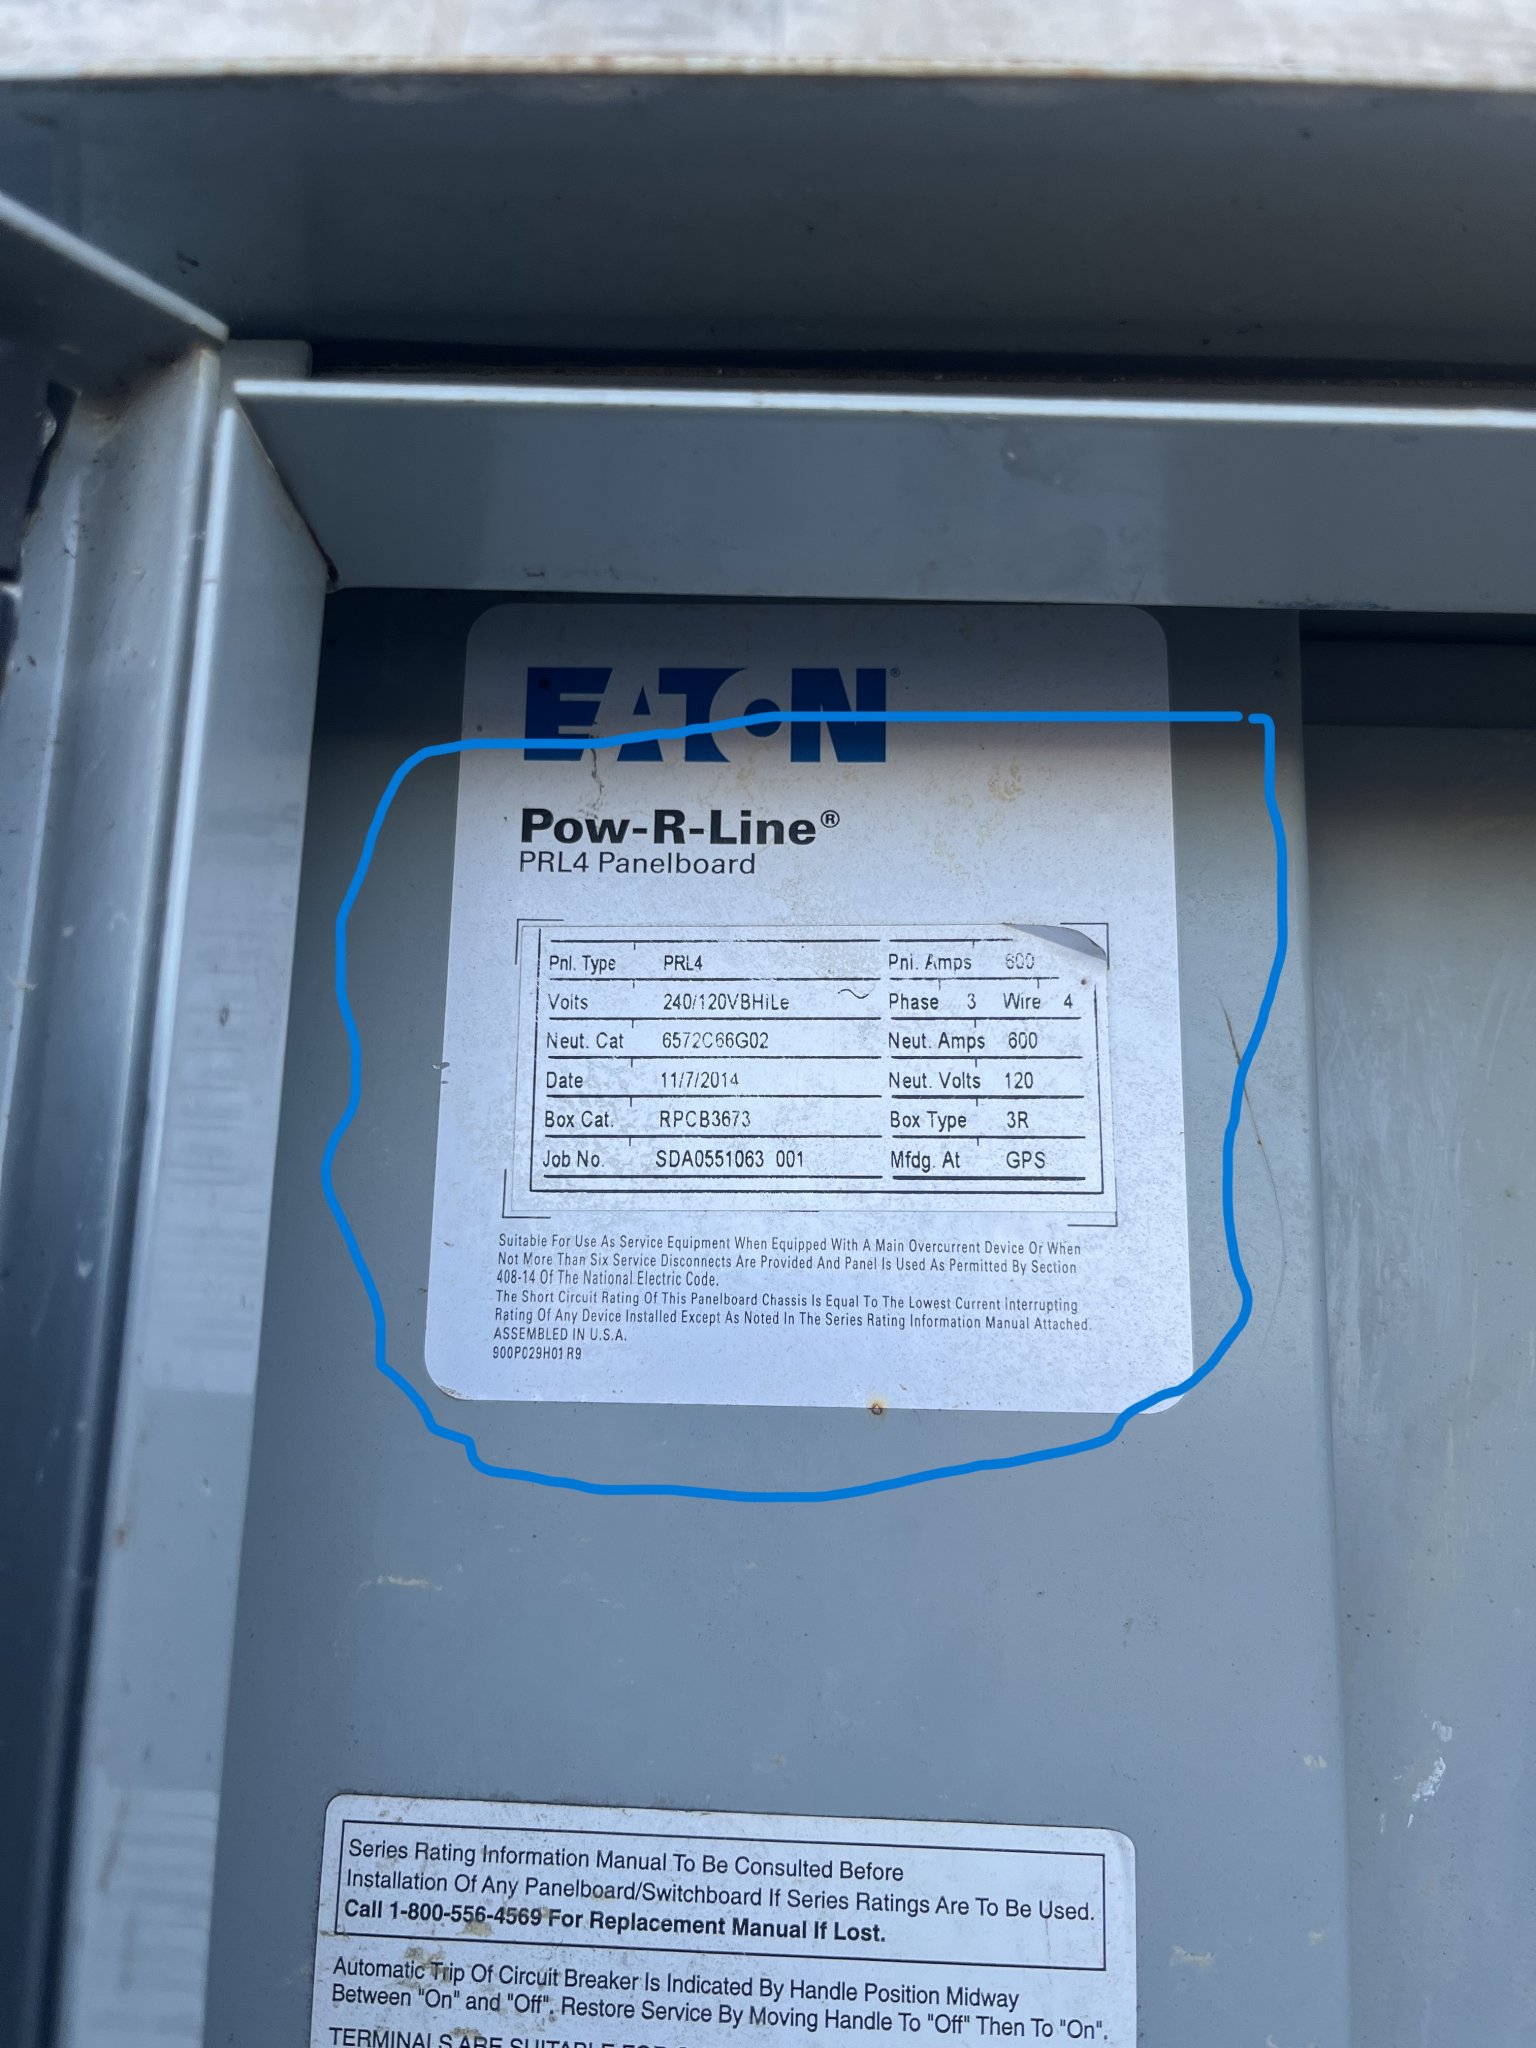 EATON®
Pow-R-Line®
PRL4 Panelboard
Pnl. Type PRL4 Pnl. Amps 600
Volts 240/120VBHiLe ~ Phase 3 Wire 4
Neut. Cat 6572C66G02 Neut. Amps 600
Date 11/7/2014 Neut. Volts 120
Box Cat. RPCB3673 Box Type 3R
Job No. SDA0551063 001 Mfdg. At GPS
Suitable For Use As Service Equipment When Equipped With A Main Overcurrent Device Or When
Not More Than Six Service Disconnects Are Provided And Panel Is Used As Permitted By Section
408-14 Of The National Electric Code.
The Short Circuit Rating Of This Panelboard Chassis Is Equal To The Lowest Current Interrupting
Rating Of Any Device Installed Except As Noted In The Series Rating Information Manual Attached.
ASSEMBLED IN U.S.A.
900P029H01 R9
Series Rating Information Manual To Be Consulted Before
Installation Of Any Panelboard/Switchboard If Series Ratings Are To Be Used.
Call 1-800-556-4569 For Replacement Manual If Lost.
Automatic Trip Of Circuit Breaker Is Indicated By Handle Position Midway
Between "On" and "Off". Restore Service By Moving Handle To "Off" Then To "On".
TERMINALS ARE SUITABLE FOR